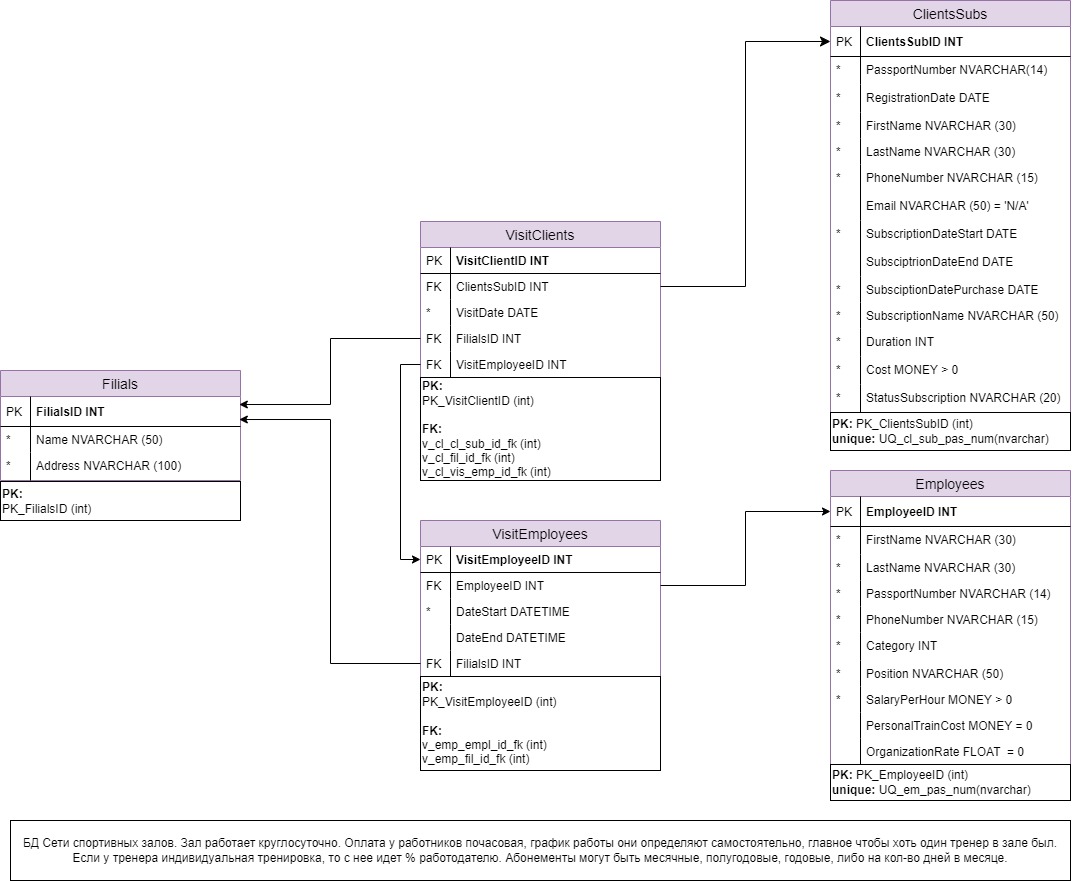 ClientsSubs
PK ClientsSubID INT
* PassportNumber NVARCHAR(14)
* RegistrationDate DATE
* FirstName NVARCHAR (30)
* LastName NVARCHAR (30)
* PhoneNumber NVARCHAR (15)
Email NVARCHAR (50) = 'N/A'
* SubscriptionDateStart DATE
SubsciptrionDateEnd DATE
* SubsciptionDatePurchase DATE
* SubscriptionName NVARCHAR (50)
* Duration INT
* Cost MONEY > 0
* StatusSubscription NVARCHAR (20)
PK: PK_ClientsSubID (int)
unique: UQ_cl_sub_pas_num(nvarchar)
VisitClients
PK VisitClientID INT
FK ClientsSubID INT
* VisitDate DATE
FK FilialsID INT
FK VisitEmployeeID INT
PK:
PK_VisitClientID (int)
FK:
v_cl_cl_sub_id_fk (int)
v_cl_fil_id_fk (int)
v_cl_vis_emp_id_fk (int)
Filials
PK FilialsID INT
* Name NVARCHAR (50)
* Address NVARCHAR (100)
PK:
PK_FilialsID (int)
VisitEmployees
PK VisitEmployeeID INT
FK EmployeeID INT
* DateStart DATETIME
DateEnd DATETIME
FK FilialsID INT
PK:
PK_VisitEmployeeID (int)
FK:
v_emp_empl_id_fk (int)
v_emp_fil_id_fk (int)
Employees
PK EmployeeID INT
* FirstName NVARCHAR (30)
* LastName NVARCHAR (30)
* PassportNumber NVARCHAR (14)
* PhoneNumber NVARCHAR (15)
* Category INT
* Position NVARCHAR (50)
* SalaryPerHour MONEY > 0
PersonalTrainCost MONEY = 0
OrganizationRate FLOAT = 0
PK: PK_EmployeeID (int)
unique: UQ_em_pas_num(nvarchar)
БД Сети спортивных залов. Зал работает круглосуточно. Оплата у работников почасовая, график работы они определяют самостоятельно, главное чтобы хоть один тренер в зале был.
Если у тренера индивидуальная тренировка, то с нее идет % работодателю. Абонементы могут быть месячные, полугодовые, годовые, либо на кол-во дней в месяце.